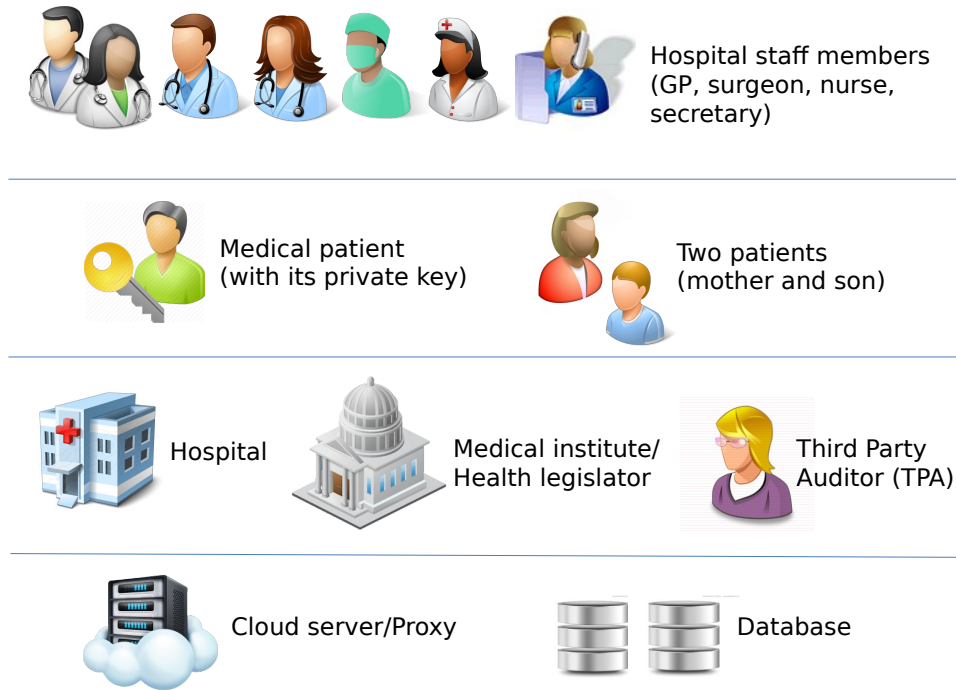 Hospital staff members
(GP, surgeon, nurse,
secretary)
Medical patient
(with its private key)
Two patients
(mother and son)
Hospital
Medical institute/
Health legislator
Third Party
Auditor (TPA)
Cloud server/Proxy
Database